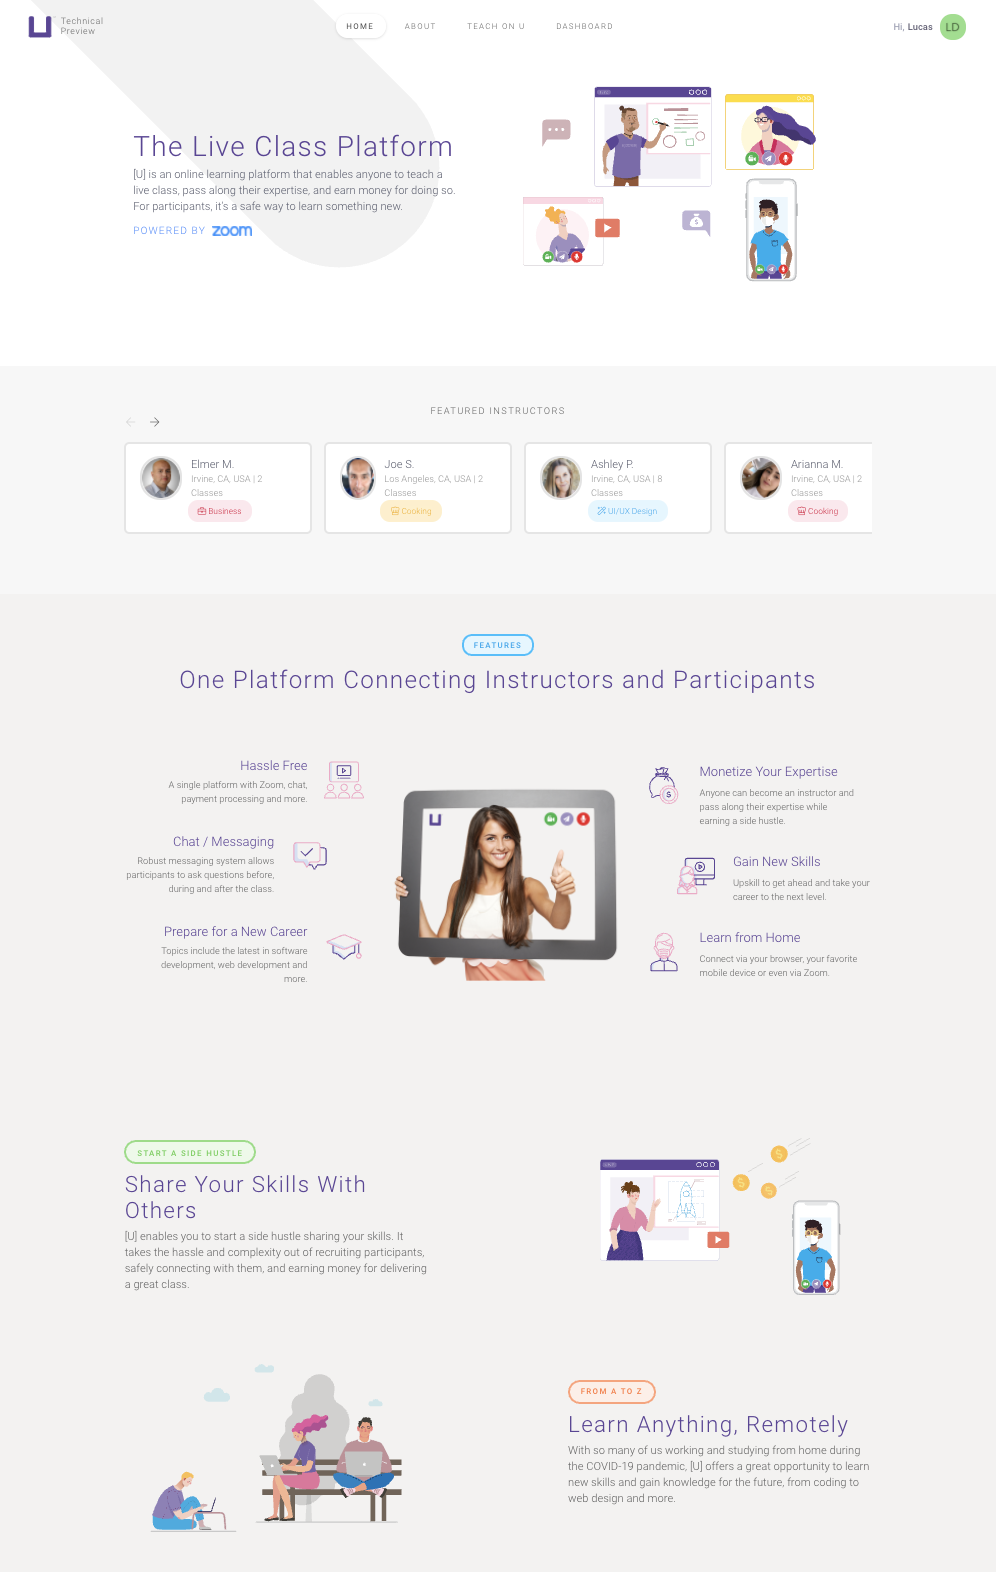 Technical
Preview
HOME
ABOUT
TEACH ON U
DASHBOARD
Hi, Lucas
LD
The Live Class Platform
[U] is an online learning platform that enables anyone to teach a
live class, pass along their expertise, and earn money for doing so.
For participants, it's a safe way to learn something new.
POWERED BY zoom
FEATURED INSTRUCTORS
Elmer M.
Irvine, CA, USA | 2
Classes
Business
Joe S.
Los Angeles, CA, USA | 2
Classes
Cooking
Ashley P.
Irvine, CA, USA | 8
Classes
UI/UX Design
Arianna M.
Irvine, CA, USA | 2
Classes
Cooking
FEATURES
One Platform Connecting Instructors and Participants
Hassle Free
A single platform with Zoom, chat,
payment processing and more.
Chat / Messaging
Robust messaging system allows
participants to ask questions before,
during and after the class.
Prepare for a New Career
Topics include the latest in software
development, web development and
more.
Monetize Your Expertise
Anyone can become an instructor and
pass along their expertise while
earning a side hustle.
Gain New Skills
Upskill to get ahead and take your
career to the next level.
Learn from Home
Connect via your browser, your favorite
mobile device or even via Zoom.
START A SIDE HUSTLE
Share Your Skills With
Others
[U] enables you to start a side hustle sharing your skills. It
takes the hassle and complexity out of recruiting participants,
safely connecting with them, and earning money for delivering
a great class.
FROM A TO Z
Learn Anything, Remotely
With so many of us working and studying from home during
the COVID-19 pandemic, [U] offers a great opportunity to learn
new skills and gain knowledge for the future, from coding to
web design and more.